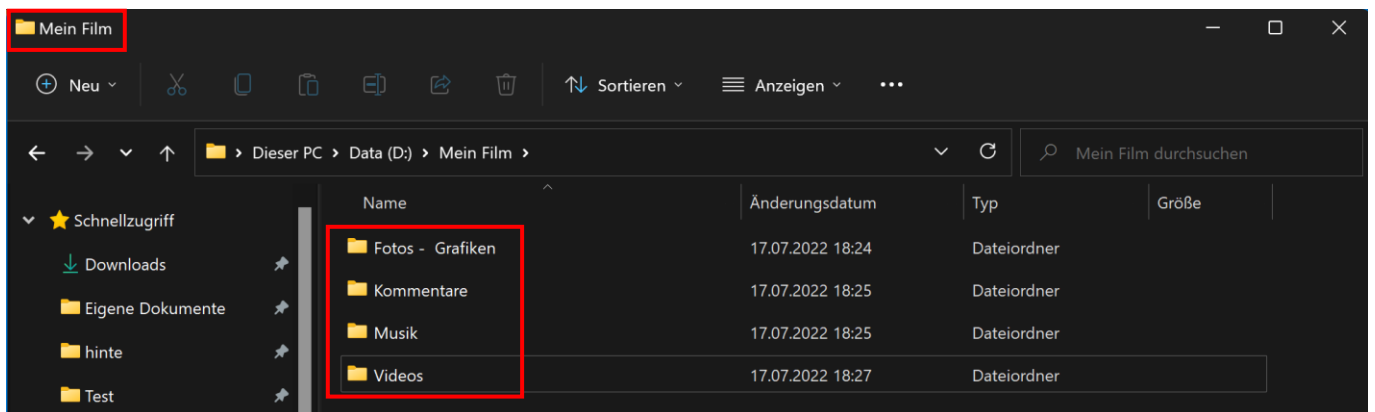 Mein Film
Neu Sortieren Anzeigen
Dieser PC Data (D:) Mein Film Mein Film durchsuchen
Name Änderungsdatum Typ Größe
Schnellzugriff
Fotos - Grafiken 17.07.2022 18:24 Dateiordner
Downloads
Kommentare 17.07.2022 18:25 Dateiordner
Eigene Dokumente
Musik 17.07.2022 18:25 Dateiordner
hinte
Videos 17.07.2022 18:27 Dateiordner
Test